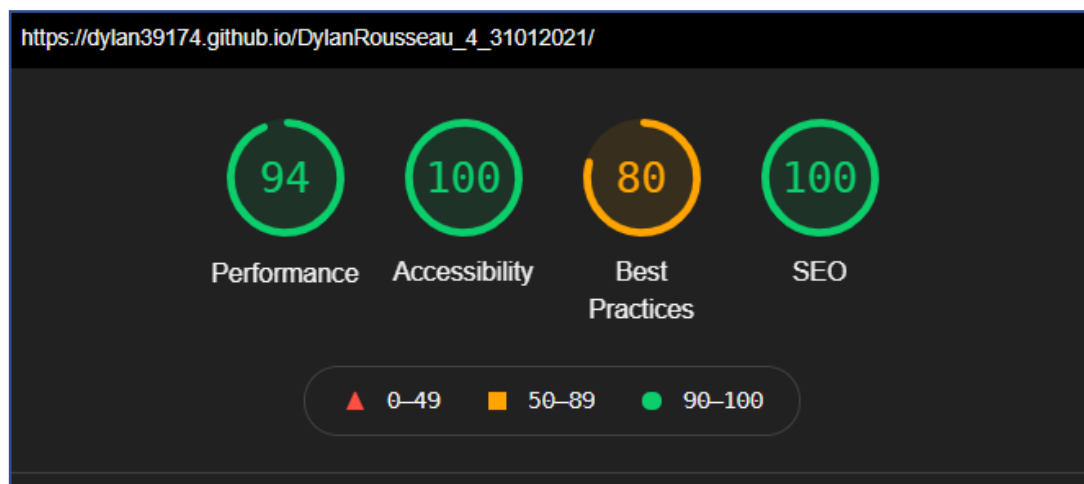 https://dylan39174.github.io/DylanRousseau_4_31012021/
94
100
80
100
Performance
Accessibility
Best
Practices
SEO
0–49
50–89
90–100